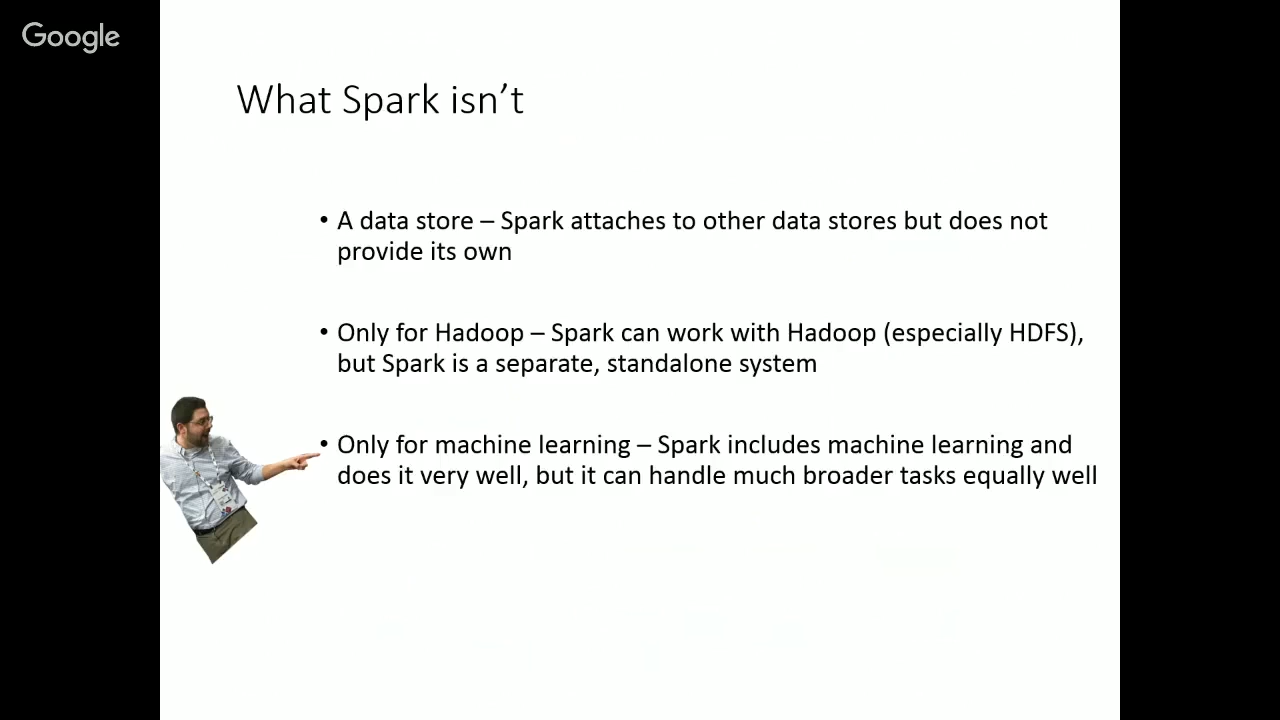 Google
What Spark isn’t
• A data store – Spark attaches to other data stores but does not
provide its own
• Only for Hadoop – Spark can work with Hadoop (especially HDFS),
but Spark is a separate, standalone system
• Only for machine learning – Spark includes machine learning and
does it very well, but it can handle much broader tasks equally well